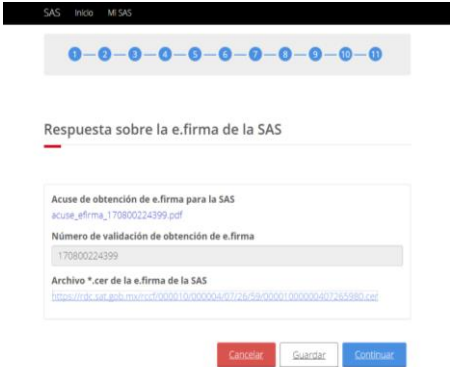 SAS Inicio MI SAS
1 2 3 4 5 6 7 8 9 10 11
Respuesta sobre la e.firma de la SAS
Acuse de obtención de e.firma para la SAS
acuse_efirma_170800224399.pdf
Número de validación de obtención de e.firma
170800224399
Archivo *.cer de la e.firma de la SAS
https://rdc.sat.gob.mx/rccf/000010/000004/07/26/59/00001000000407265980.cer
Cancelar Guardar Continuar